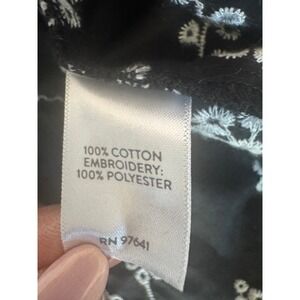 100% COTTON
EMBROIDERY:
100% POLYESTER
RN 97641